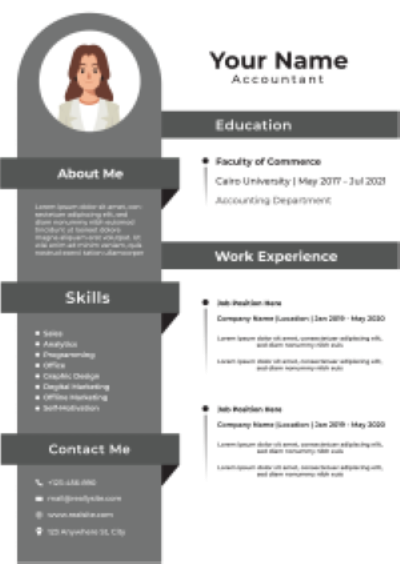 Your Name
Accountant
Education
Faculty of Commerce
Cairo University | May 2017 - Jul 2021
Accounting Department
Work Experience
Job Position Here
Company Name |Location | Jan 2019 - May 2020
Lorem ipsum dolor sit amet, consectetuer adipiscing elit,
sed diam nonummy nibh euis
Lorem ipsum dolor sit amet, consectetuer adipiscing elit,
sed diam nonummy nibh euis
Job Position Here
Company Name |Location | Jan 2019 - May 2020
Lorem ipsum dolor sit amet, consectetuer adipiscing elit,
sed diam nonummy nibh euis
Lorem ipsum dolor sit amet, consectetuer adipiscing elit,
sed diam nonummy nibh euis
About Me
Lorem ipsum dolor sit amet, con
sectetuer adipiscing elit, sed
diam nonummy nibh euismod
tincidunt ut laoreet dolore
magna aliquam erat volutpat. Ut
wisi enim ad minim veniam, quis
nostrud exerci tation ullamcorper
Skills
Sales
Analytics
Programming
Office
Graphic Design
Digital Marketing
Offline Marketing
Self-Motivation
Contact Me
mail@reallysite.com
www.realsite.com
123 Anywhere St., City